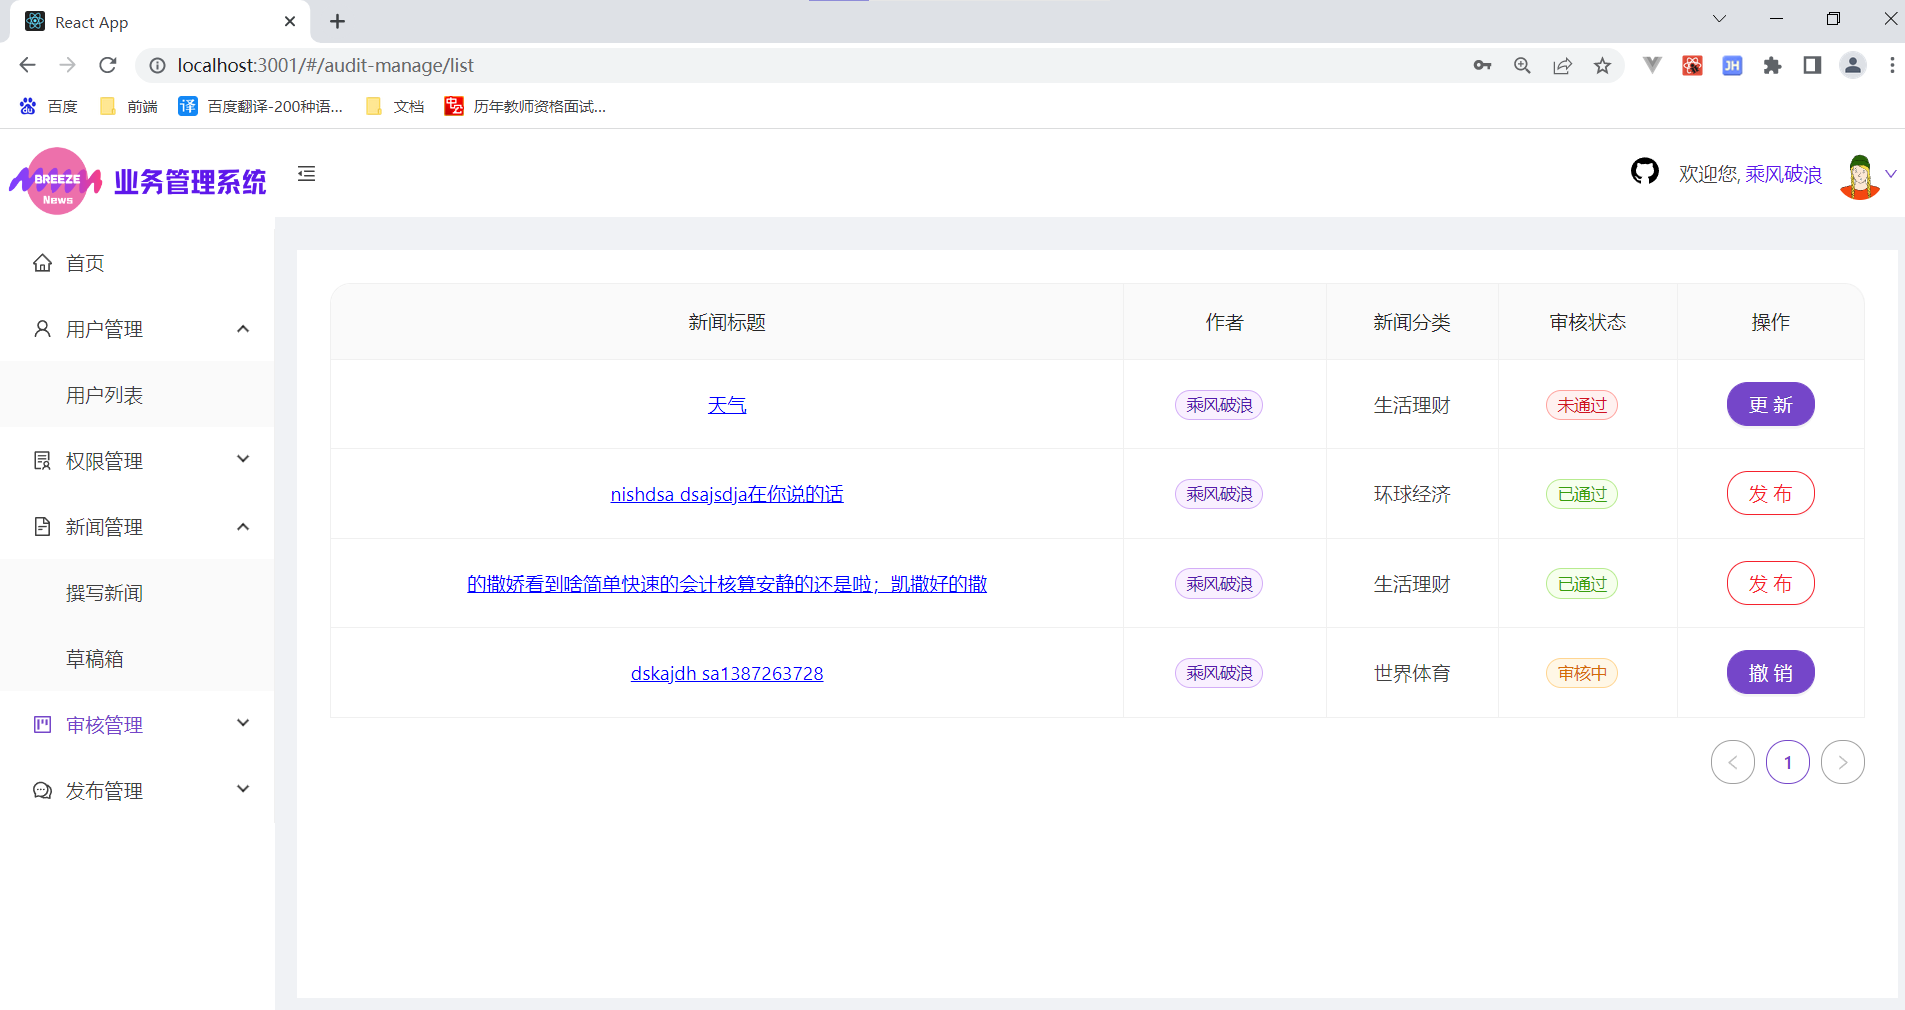 React App
localhost:3001/#/audit-manage/list
JH
百度
前端
译 百度翻译-200种语...
文档
历年教师资格面试...
BREEZE
News
业务管理系统
欢迎您, 乘风破浪
首页
用户管理
用户列表
权限管理
新闻管理
撰写新闻
草稿箱
审核管理
发布管理
新闻标题 作者 新闻分类 审核状态 操作
天气 乘风破浪 生活理财 未通过 更 新
nishdsa dsajsdja在你说的话 乘风破浪 环球经济 已通过 发 布
的撒娇看到啥简单快速的会计核算安静的还是啦；凯撒好的撒 乘风破浪 生活理财 已通过 发 布
dskajdh sa1387263728 乘风破浪 世界体育 审核中 撤 销
1